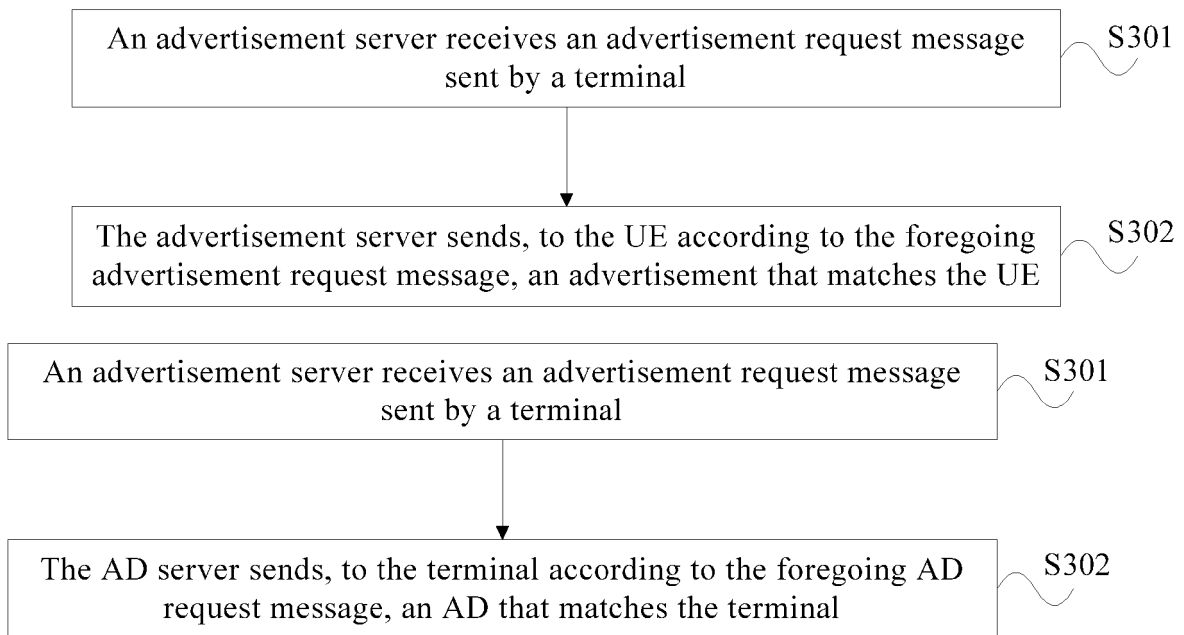 An advertisement server receives an advertisement request message
sent by a terminal
S301
The advertisement server sends, to the UE according to the foregoing
advertisement request message, an advertisement that matches the UE
S302
An advertisement server receives an advertisement request message
sent by a terminal
S301
The AD server sends, to the terminal according to the foregoing AD
request message, an AD that matches the terminal
S302